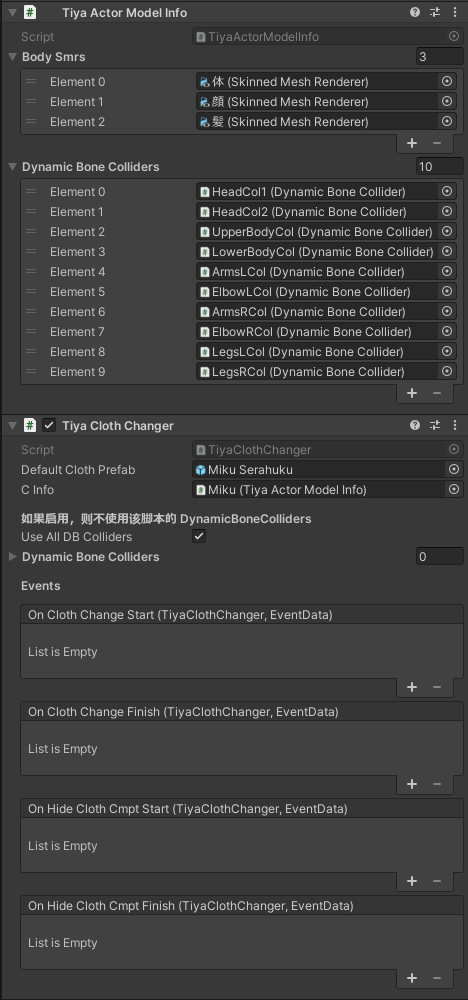 Tiya Actor Model Info
Script TiyaActorModelInfo
Body Smrs 3
Element 0 体 (Skinned Mesh Renderer)
Element 1 顔 (Skinned Mesh Renderer)
Element 2 髪 (Skinned Mesh Renderer)
Dynamic Bone Colliders 10
Element 0 HeadCol1 (Dynamic Bone Collider)
Element 1 HeadCol2 (Dynamic Bone Collider)
Element 2 UpperBodyCol (Dynamic Bone Collider)
Element 3 LowerBodyCol (Dynamic Bone Collider)
Element 4 ArmsLCol (Dynamic Bone Collider)
Element 5 ElbowLCol (Dynamic Bone Collider)
Element 6 ArmsRCol (Dynamic Bone Collider)
Element 7 ElbowRCol (Dynamic Bone Collider)
Element 8 LegsLCol (Dynamic Bone Collider)
Element 9 LegsRCol (Dynamic Bone Collider)
Tiya Cloth Changer
Script TiyaClothChanger
Default Cloth Prefab Miku Serahuku
C Info Miku (Tiya Actor Model Info)
如果启用，则不使用该脚本的 DynamicBoneColliders
Use All DB Colliders
Dynamic Bone Colliders 0
Events
On Cloth Change Start (TiyaClothChanger, EventData)
List is Empty
On Cloth Change Finish (TiyaClothChanger, EventData)
List is Empty
On Hide Cloth Cmpt Start (TiyaClothChanger, EventData)
List is Empty
On Hide Cloth Cmpt Finish (TiyaClothChanger, EventData)
List is Empty